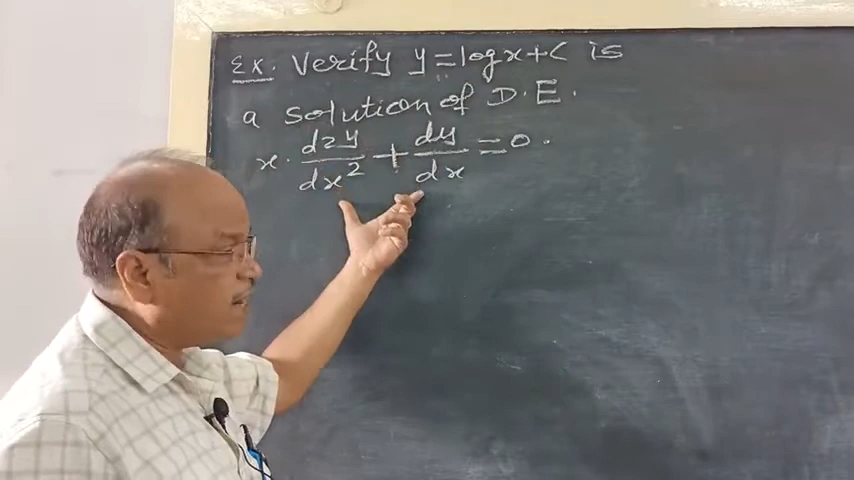 Ex. Verify y = log x + C is
a solution of D.E.
x. d2y/dx² + dy/dx = 0.